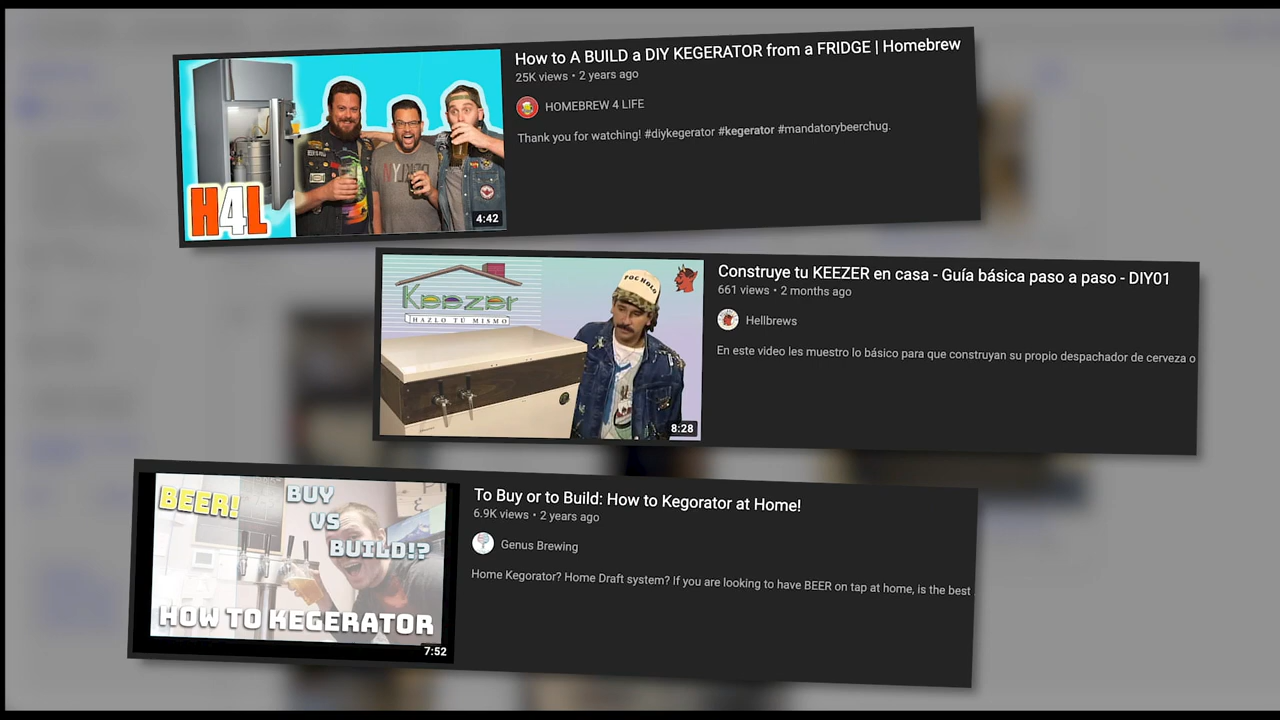 How to A BUILD a DIY KEGERATOR from a FRIDGE | Homebrew
25K views • 2 years ago
HOMEBREW 4 LIFE
Thank you for watching! #diykegerator #kegerator #mandatorybeerchug.
H4L
4:42
Construye tu KEEZER en casa - Guía básica paso a paso - DIY01
661 views • 2 months ago
Hellbrews
En este video les muestro lo básico para que construyan su propio despachador de cerveza o
Keezer
HAZLO TÚ MISMO
FOC ROIG
8:28
To Buy or to Build: How to Kegorator at Home!
6.9K views • 2 years ago
Genus Brewing
Home Kegorator? Home Draft system? If you are looking to have BEER on tap at home, is the best
BEER!
BUY
VS
BUILD!?
HOW TO KEGERATOR
7:52